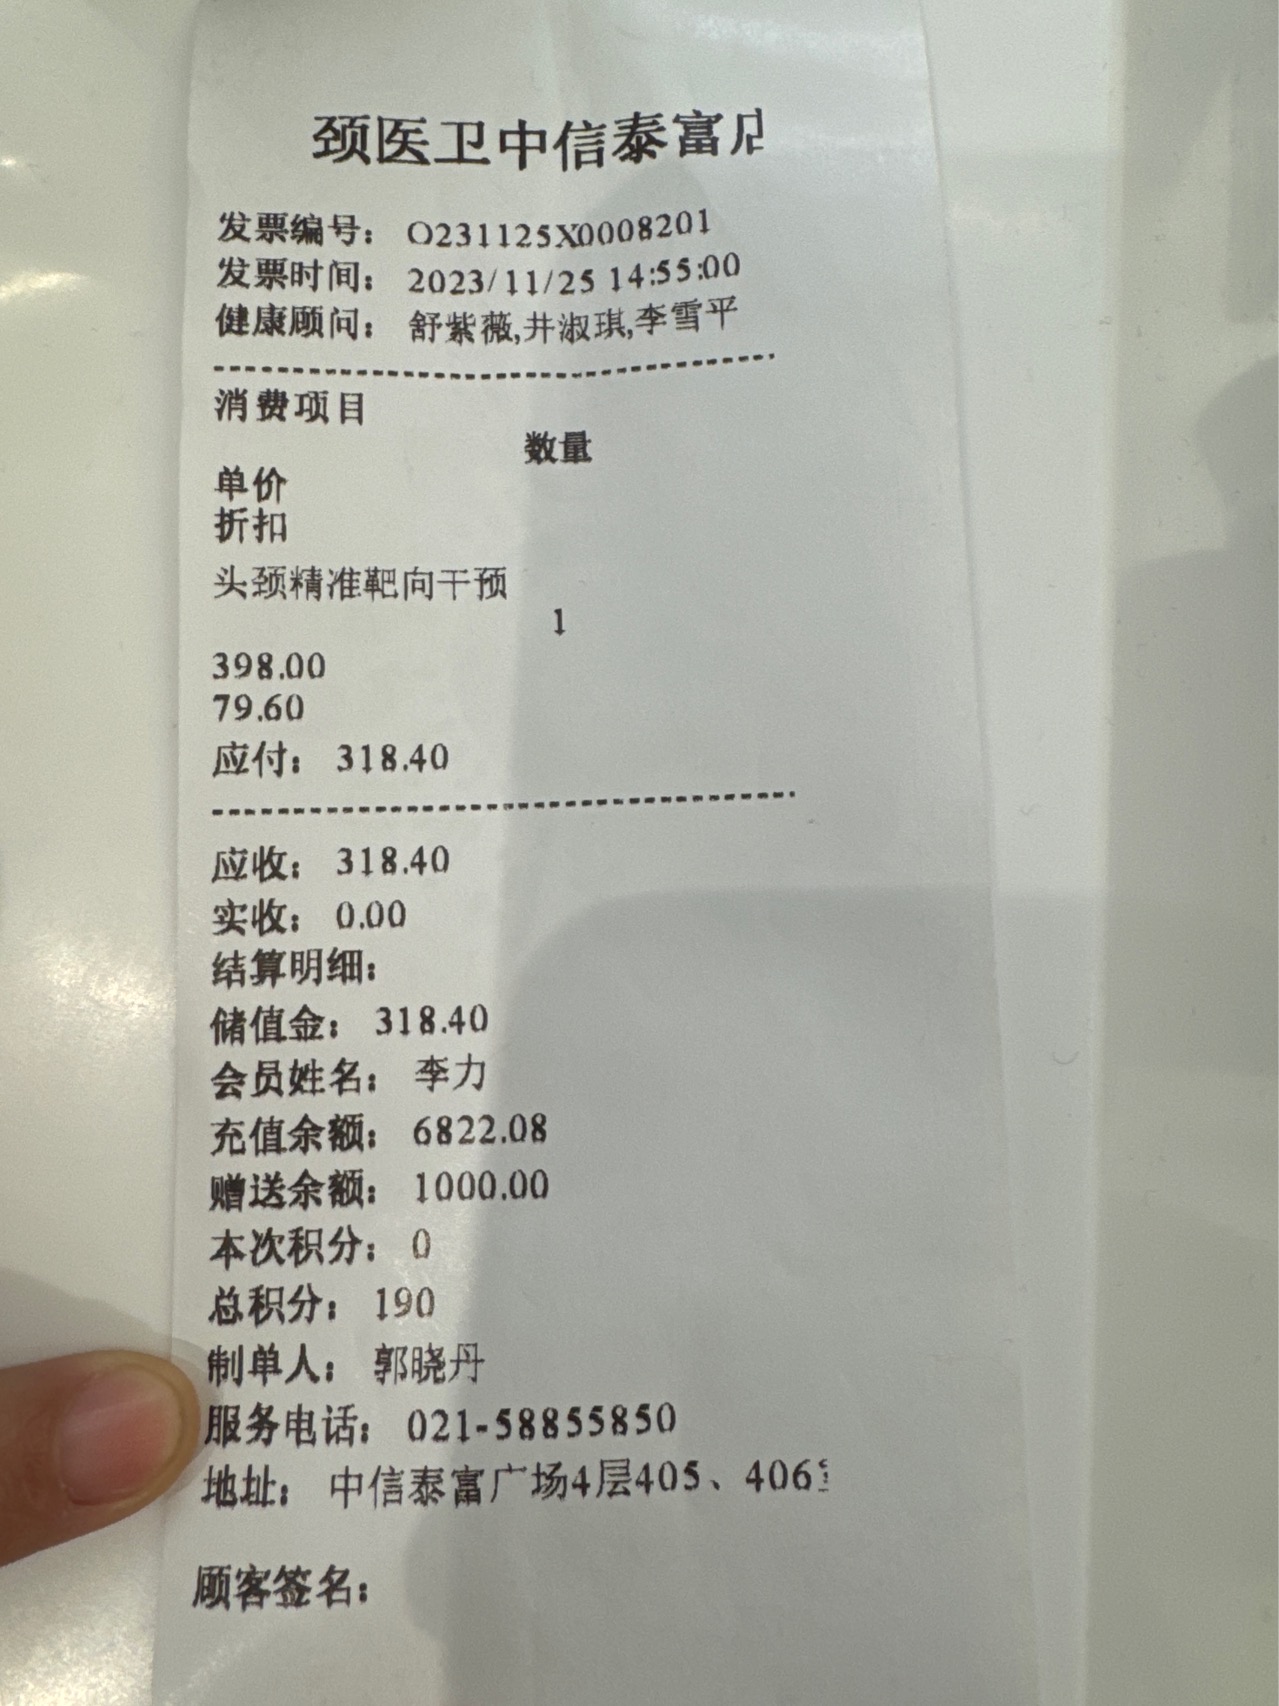 颈医卫中信泰富店
发票编号： O231125X0008201
发票时间： 2023/11/25 14:55:00
健康顾问： 舒紫薇,井淑琪,李雪平
消费项目
数量
单价
折扣
头颈精准靶向干预
1
398.00
79.60
应付： 318.40
应收： 318.40
实收： 0.00
结算明细：
储值金： 318.40
会员姓名： 李力
充值余额： 6822.08
赠送余额： 1000.00
本次积分： 0
总积分： 190
制单人： 郭晓丹
服务电话： 021-58855850
地址： 中信泰富广场4层405、406
顾客签名：